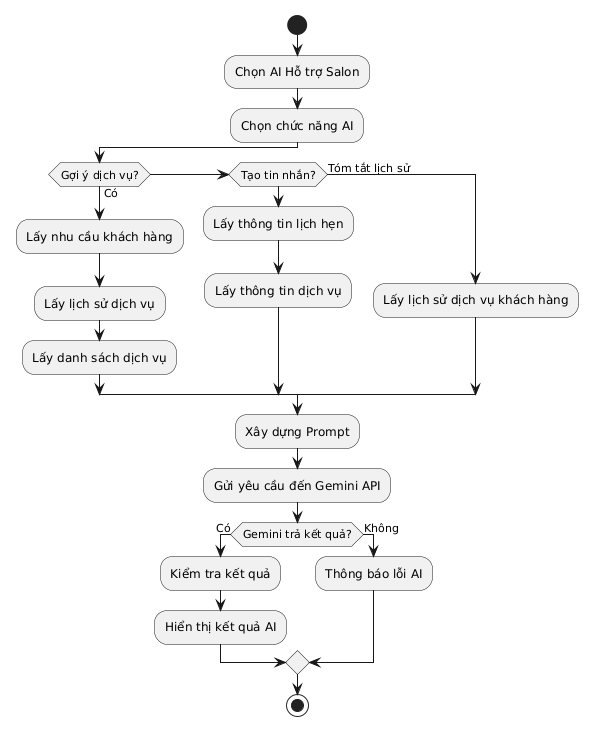 Chọn AI Hỗ trợ Salon
Chọn chức năng AI
Gợi ý dịch vụ?
Có
Lấy nhu cầu khách hàng
Lấy lịch sử dịch vụ
Lấy danh sách dịch vụ
Tạo tin nhắn?
Lấy thông tin lịch hẹn
Lấy thông tin dịch vụ
Tóm tắt lịch sử
Lấy lịch sử dịch vụ khách hàng
Xây dựng Prompt
Gửi yêu cầu đến Gemini API
Gemini trả kết quả?
Có
Kiểm tra kết quả
Hiển thị kết quả AI
Không
Thông báo lỗi AI